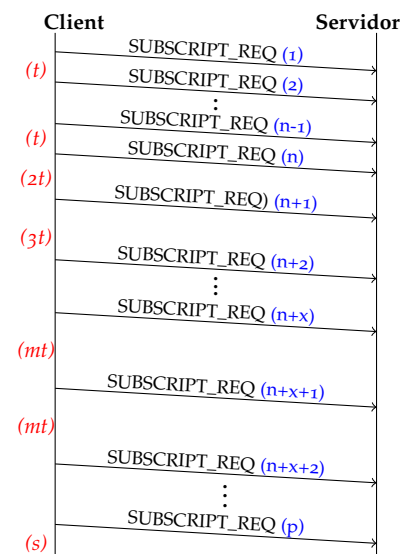 Client Servidor
SUBSCRIPT_REQ (1)
(t)
SUBSCRIPT_REQ (2)
⋮
SUBSCRIPT_REQ (n-1)
(t)
SUBSCRIPT_REQ (n)
(2t)
SUBSCRIPT_REQ) (n+1)
(3t)
SUBSCRIPT_REQ (n+2)
⋮
SUBSCRIPT_REQ (n+x)
(mt)
SUBSCRIPT_REQ (n+x+1)
(mt)
SUBSCRIPT_REQ (n+x+2)
⋮
SUBSCRIPT_REQ (p)
(s)